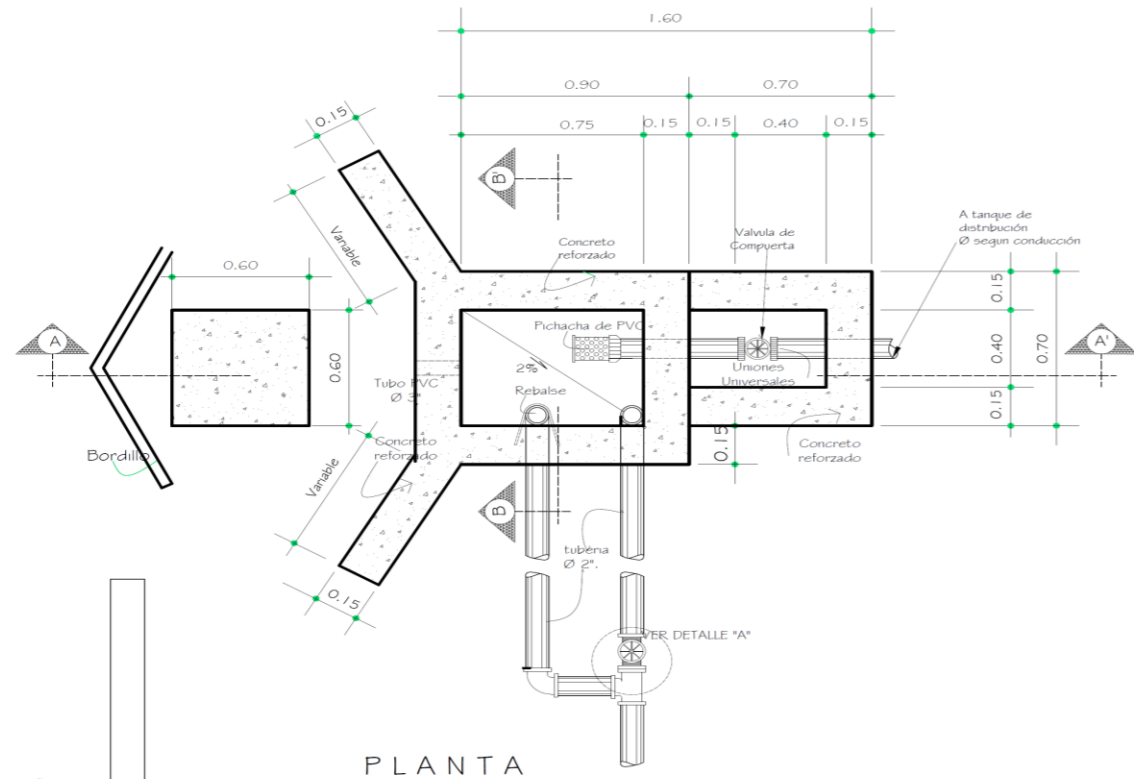 1.60
0.90
0.70
0.75
0.15
0.15
0.40
0.15
0.15
B'
Variable
Concreto
reforzado
Valvula de
Compuerta
A tanque de
distribución
Ø segun conducción
0.60
A
0.60
Pichacha de PVC
2%
Tubo PVC
Ø 3"
Rebalse
Uniones
Universales
A'
0.15
0.40
0.70
0.15
0.15
Bordillo
Variable
Concreto
reforzado
Concreto
reforzado
B
tubería
Ø 2".
0.15
VER DETALLE "A"
PLANTA